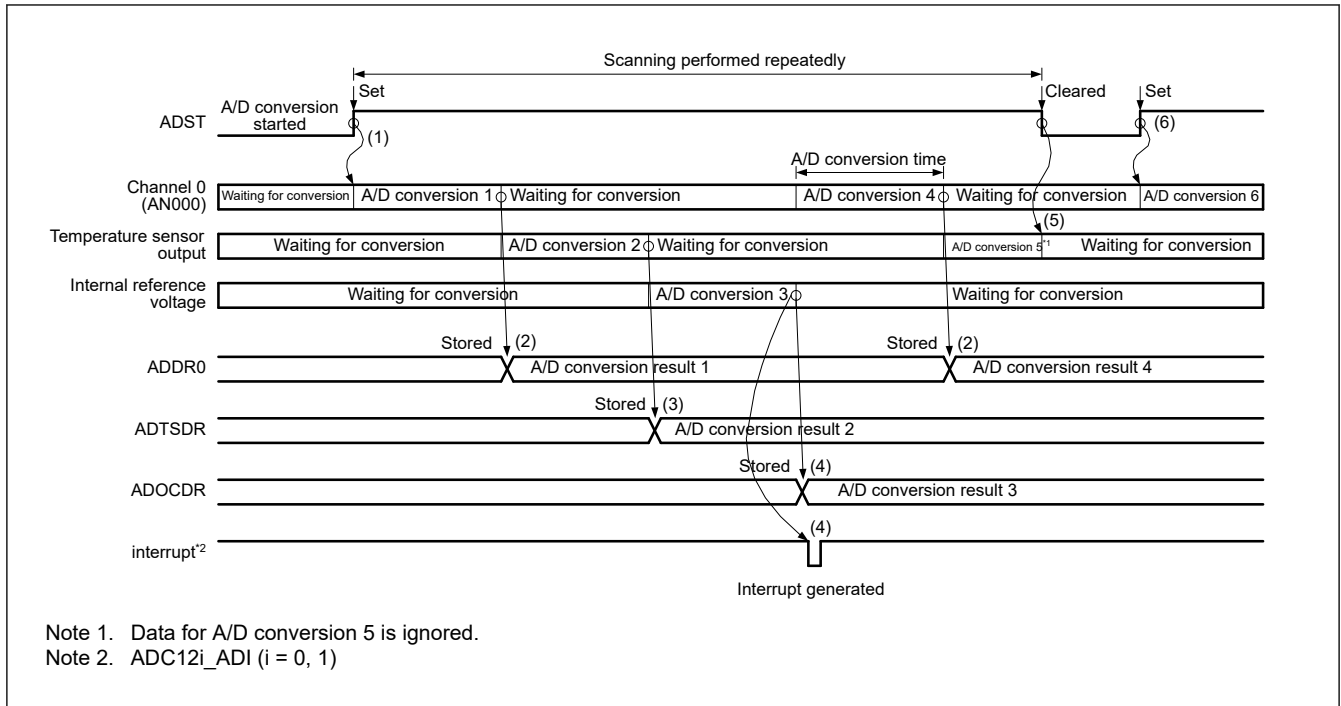 Scanning performed repeatedly
Set
Cleared
Set
ADST
A/D conversion
started
(1)
(6)
A/D conversion time
Channel 0
(AN000)
Waiting for conversion
A/D conversion 1
Waiting for conversion
A/D conversion 4
Waiting for conversion
A/D conversion 6
(5)
Temperature sensor
output
Waiting for conversion
A/D conversion 2
Waiting for conversion
A/D conversion 5*1
Waiting for conversion
Internal reference
voltage
Waiting for conversion
A/D conversion 3
Waiting for conversion
Stored
(2)
Stored
(2)
ADDR0
A/D conversion result 1
A/D conversion result 4
Stored
(3)
ADTSDR
A/D conversion result 2
Stored
(4)
ADOCDR
A/D conversion result 3
(4)
interrupt*2
Interrupt generated
Note 1. Data for A/D conversion 5 is ignored.
Note 2. ADC12i_ADI (i = 0, 1)